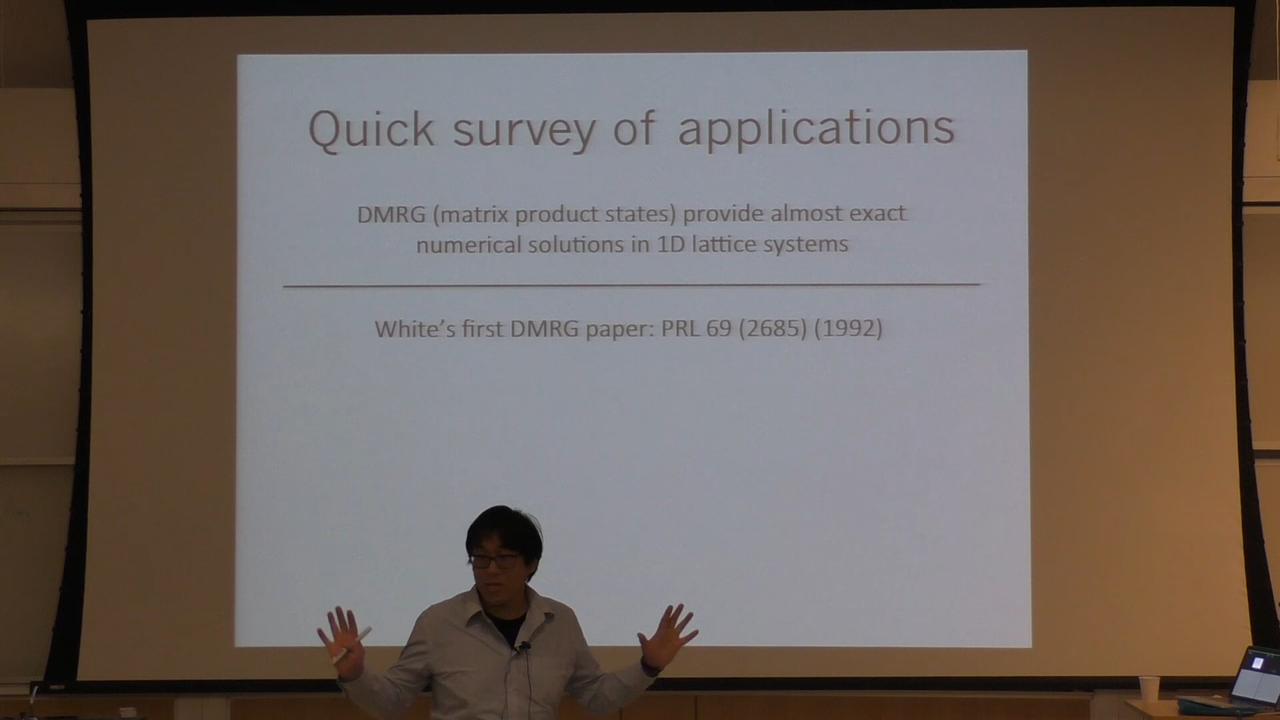 Quick survey of applications
DMRG (matrix product states) provide almost exact
numerical solutions in 1D lattice systems
White's first DMRG paper: PRL 69 (2685) (1992)